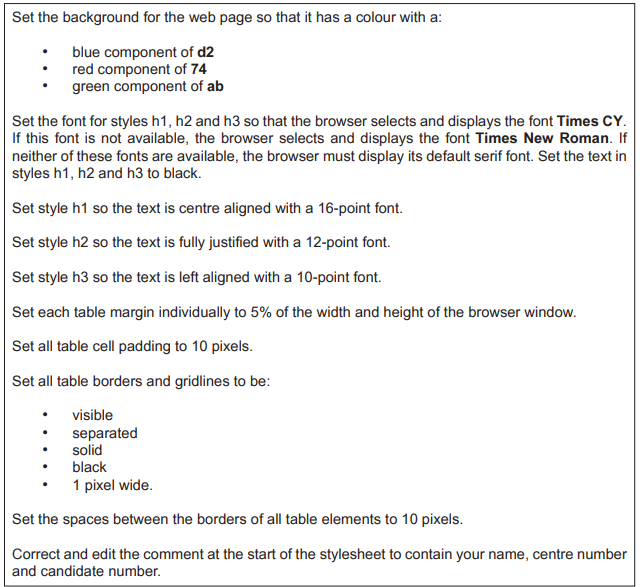 Set the background for the web page so that it has a colour with a:
• blue component of d2
• red component of 74
• green component of ab
Set the font for styles h1, h2 and h3 so that the browser selects and displays the font Times CY.
If this font is not available, the browser selects and displays the font Times New Roman. If
neither of these fonts are available, the browser must display its default serif font. Set the text in
styles h1, h2 and h3 to black.
Set style h1 so the text is centre aligned with a 16-point font.
Set style h2 so the text is fully justified with a 12-point font.
Set style h3 so the text is left aligned with a 10-point font.
Set each table margin individually to 5% of the width and height of the browser window.
Set all table cell padding to 10 pixels.
Set all table borders and gridlines to be:
• visible
• separated
• solid
• black
• 1 pixel wide.
Set the spaces between the borders of all table elements to 10 pixels.
Correct and edit the comment at the start of the stylesheet to contain your name, centre number
and candidate number.